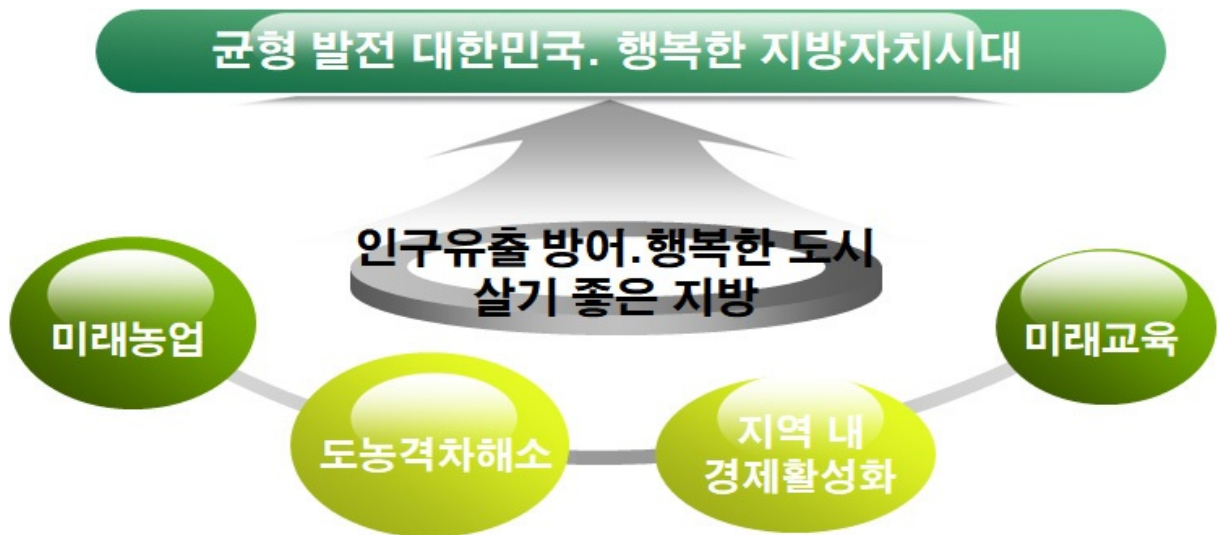 균형 발전 대한민국. 행복한 지방자치시대
인구유출 방어.행복한 도시
살기 좋은 지방
미래농업
도농격차해소
지역 내
경제활성화
미래교육